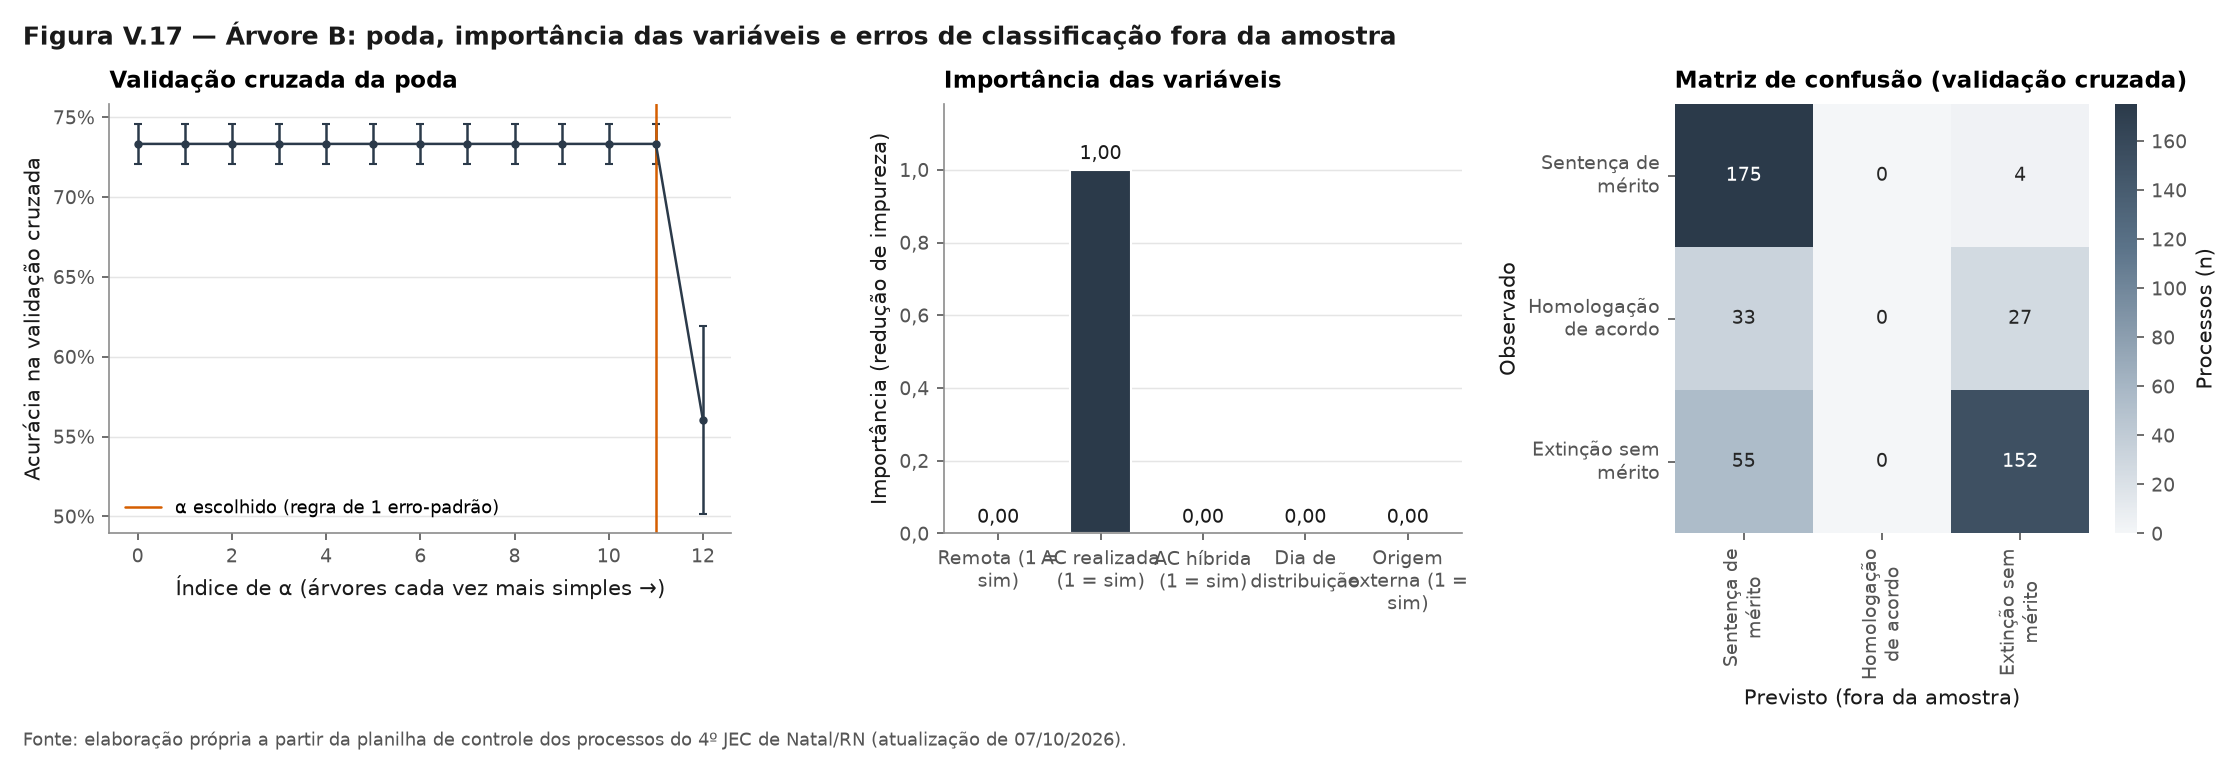 Figura V.17 — Árvore B: poda, importância das variáveis e erros de classificação fora da amostra
Validação cruzada da poda
Acurácia na validação cruzada
75%
70%
65%
60%
55%
50%
α escolhido (regra de 1 erro-padrão)
0 2 4 6 8 10 12
Índice de α (árvores cada vez mais simples →)
Importância das variáveis
Importância (redução de impureza)
1,0
0,8
0,6
0,4
0,2
0,0
0,00 1,00 0,00 0,00 0,00
Remota (1 =
sim)
AC realizada
(1 = sim)
AC híbrida
(1 = sim)
Dia de
distribuição
Origem
externa (1 =
sim)
Matriz de confusão (validação cruzada)
Observado
Sentença de
mérito
175 0 4
Homologação
de acordo
33 0 27
Extinção sem
mérito
55 0 152
Sentença de
mérito
Homologação
de acordo
Extinção sem
mérito
Previsto (fora da amostra)
160
140
120
100
80
60
40
20
0
Processos (n)
Fonte: elaboração própria a partir da planilha de controle dos processos do 4º JEC de Natal/RN (atualização de 07/10/2026).